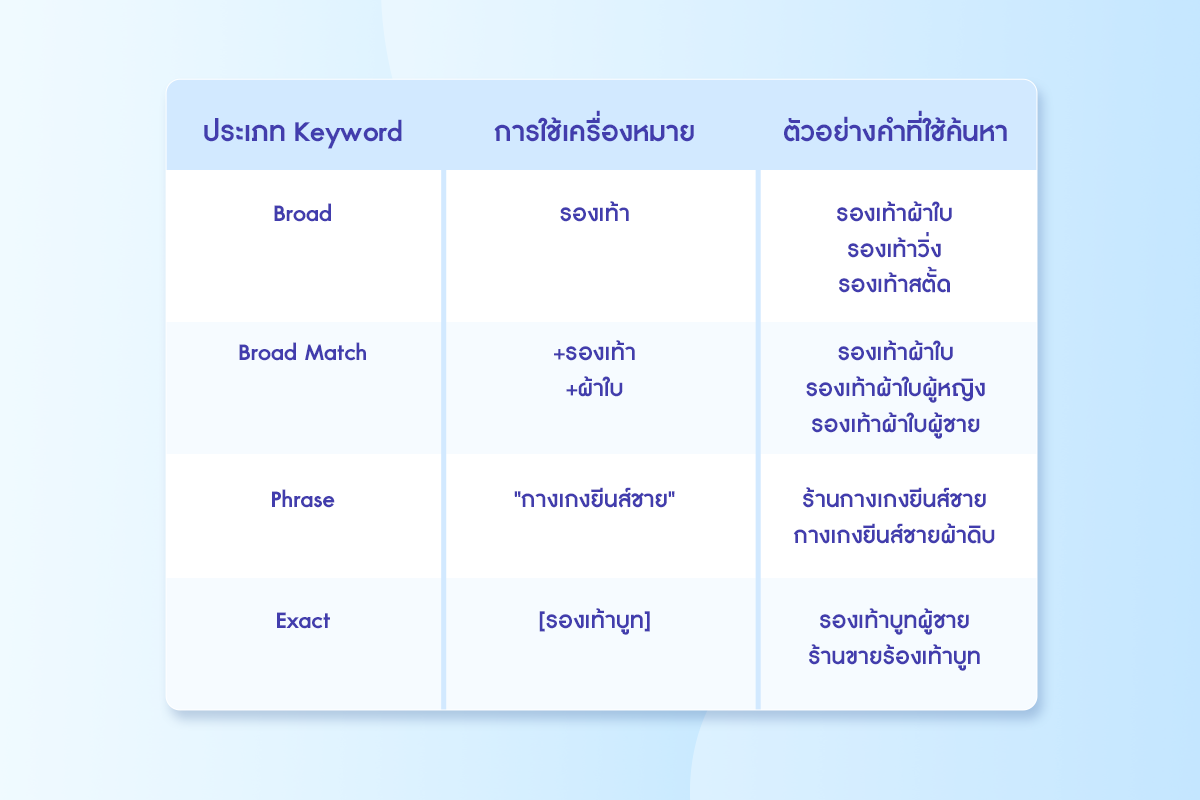 ประเภท Keyword การใช้เครื่องหมาย ตัวอย่างคำที่ใช้ค้นหา
Broad รองเท้า รองเท้าผ้าใบ
รองเท้าวิ่ง
รองเท้าสตั้ด
Broad Match +รองเท้า รองเท้าผ้าใบ
+ผ้าใบ รองเท้าผ้าใบผู้หญิง
รองเท้าผ้าใบผู้ชาย
Phrase "กางเกงยีนส์ชาย" ร้านกางเกงยีนส์ชาย
กางเกงยีนส์ชายผ้าดิบ
Exact [รองเท้าบูท] รองเท้าบูทผู้ชาย
ร้านขายร้องเท้าบูท